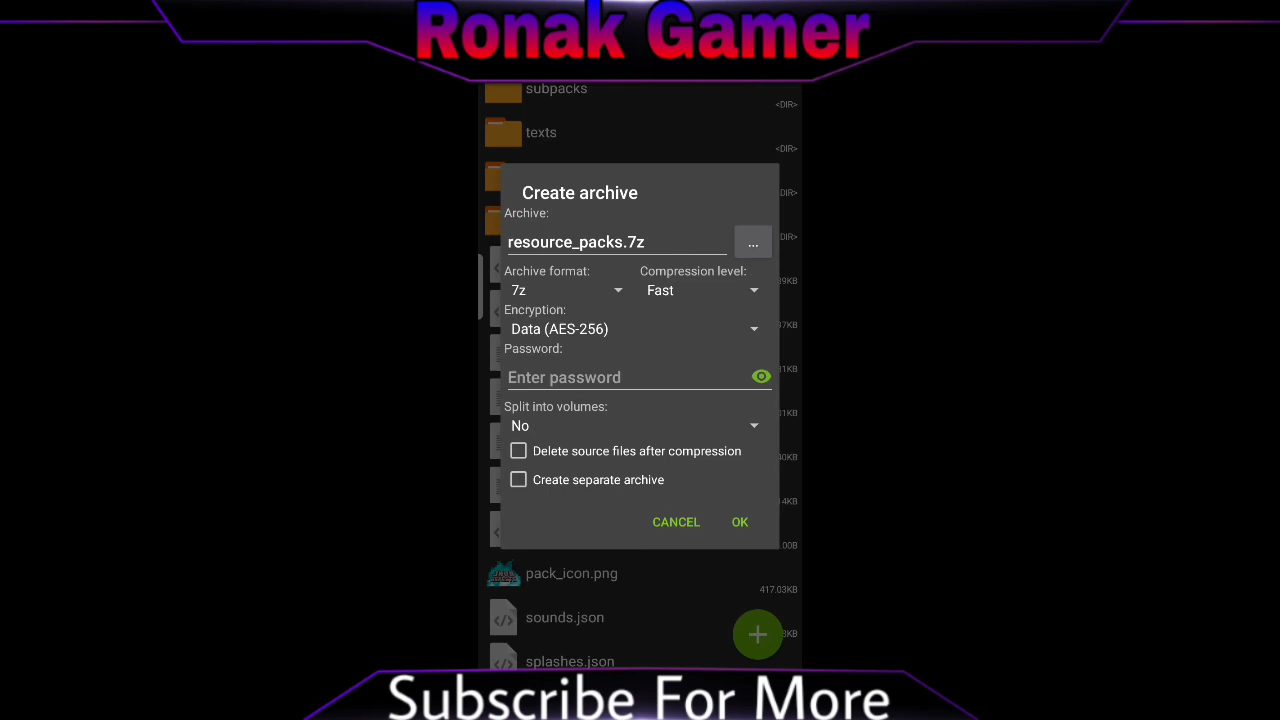 Ronak Gamer
subpacks
<DIR>
texts
<DIR>
DIR>
Create archive
Archive:
DIR>
resource_packs.7z
...
Archive format:
Compression level:
7z
Fast
Encryption:
Data (AES-256)
Password:
Enter password
Split into volumes:
No
Delete source files after compression
Create separate archive
CANCEL
OK
pack_icon.png
417.03KB
sounds.json
splashes.json
Subscribe For More